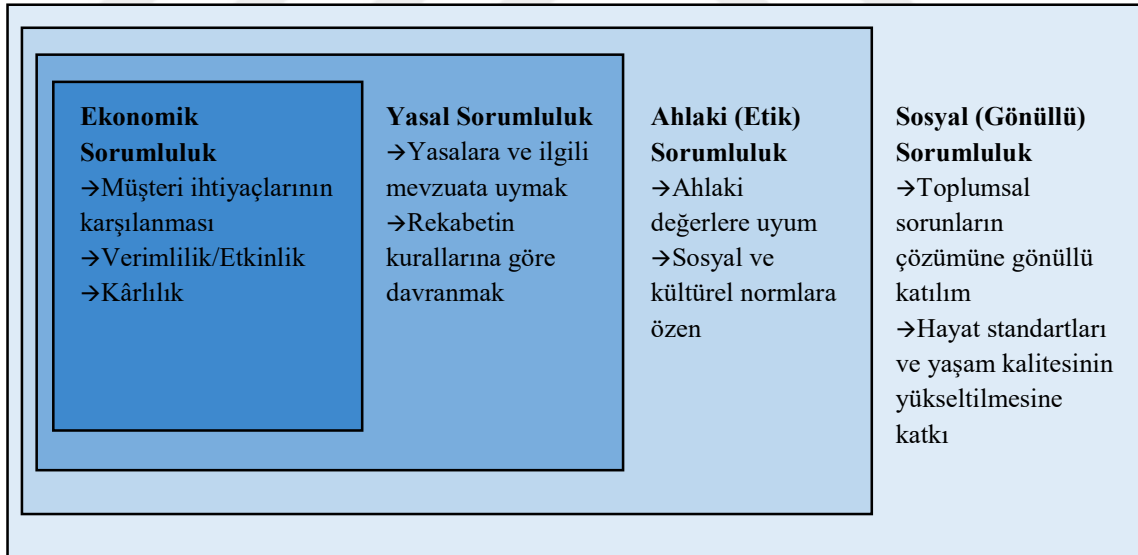 Ekonomik
Sorumluluk
→Müşteri ihtiyaçlarının
karşılanması
→Verimlilik/Etkinlik
→Kârlılık
Yasal Sorumluluk
→Yasalara ve ilgili
mevzuata uymak
→Rekabetin
kurallarına göre
davranmak
Ahlaki (Etik)
Sorumluluk
→Ahlaki
değerlere uyum
→Sosyal ve
kültürel normlara
özen
Sosyal (Gönüllü)
Sorumluluk
→Toplumsal
sorunların
çözümüne gönüllü
katılım
→Hayat standartları
ve yaşam kalitesinin
yükseltilmesine
katkı